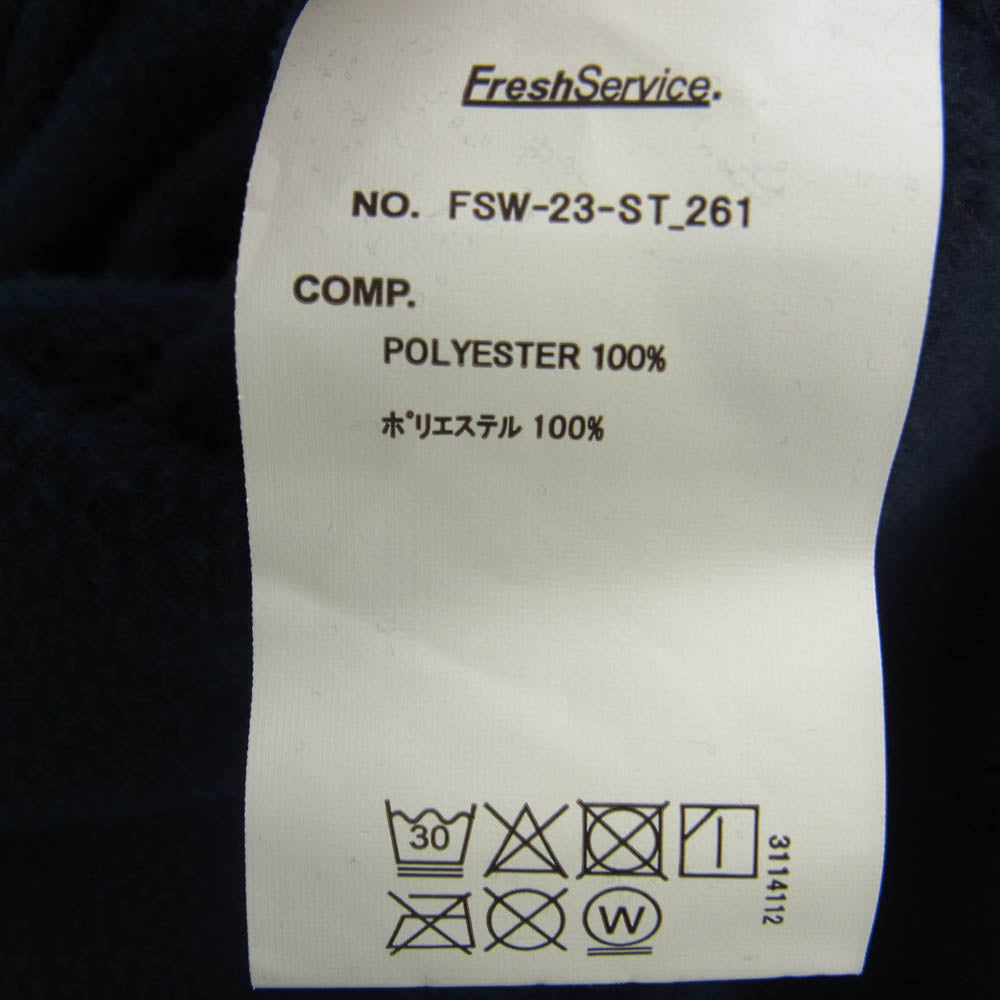 FreshService.
NO. FSW-23-ST_261
COMP.
POLYESTER 100%
ポリエステル 100%
30
W
3114112